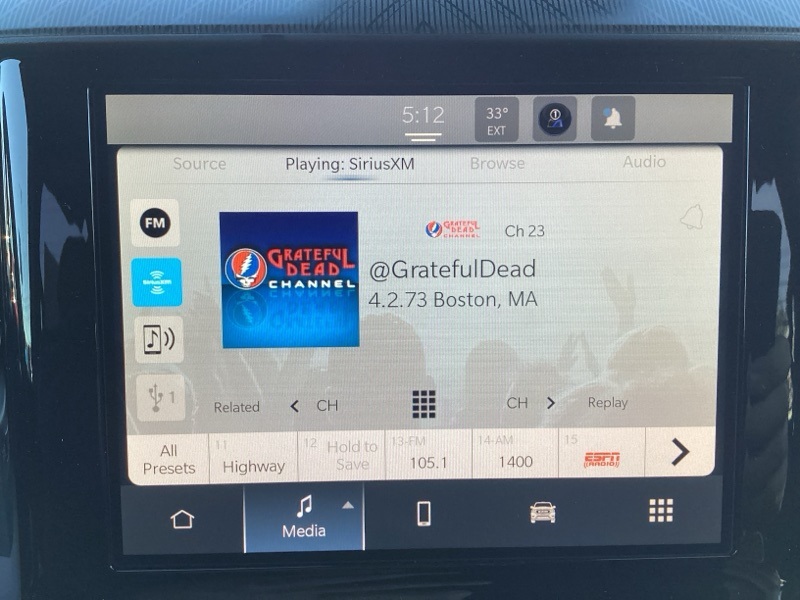 5:12
33°
EXT
Source
Playing: SiriusXM
Browse
Audio
FM
SiriusXM
1
GRATEFUL
DEAD
CHANNEL
GRATEFUL
DEAD
CHANNEL
Ch 23
@GratefulDead
4.2.73 Boston, MA
Related
CH
CH
Replay
All
Presets
11
Highway
12
Hold to
Save
13-FM
105.1
14-AM
1400
15
ESPN
RADIO
Media